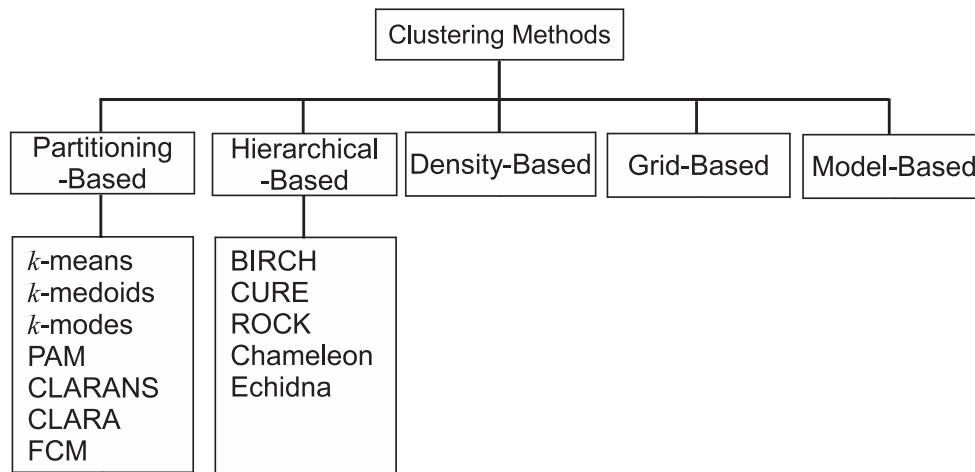 Clustering Methods
Partitioning
-Based
Hierarchical
-Based
Density-Based
Grid-Based
Model-Based
k-means
k-medoids
k-modes
PAM
CLARANS
CLARA
FCM
BIRCH
CURE
ROCK
Chameleon
Echidna